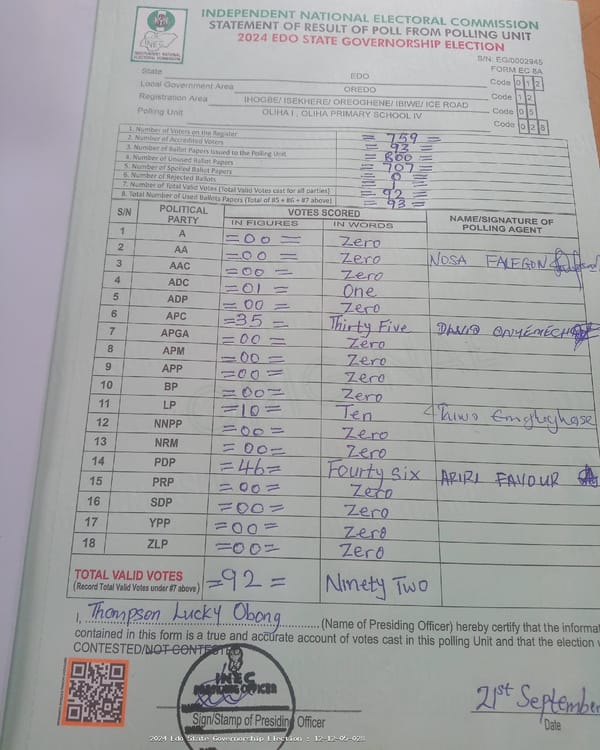 INDEPENDENT NATIONAL ELECTORAL COMMISSION
STATEMENT OF RESULT OF POLL FROM POLLING UNIT
2024 EDO STATE GOVERNORSHIP ELECTION
S/N: EG/0002945
FORM EC 8A
State EDO Code 0 1 2
Local Government Area OREDO Code 1 2
Registration Area IHOGBE/ ISEKHERE/ OREOGHENE/ IBIWE/ ICE ROAD Code 0 5
Polling Unit OLIHA I , OLIHA PRIMARY SCHOOL IV Code 0 2 8
1. Number of Voters on the Register = 759 =
2. Number of Accredited Voters = 93 =
3. Number of Ballot Papers Issued to the Polling Unit = 800 =
4. Number of Unused Ballot Papers = 707 =
5. Number of Spoiled Ballot Papers = 0 =
6. Number of Rejected Ballots = 1 =
7. Number of Total Valid Votes (Total Valid Votes cast for all parties) = 92 =
8. Total Number of Used Ballots Papers (Total of #5 + #6 + #7 above) = 93 =
S/N POLITICAL PARTY VOTES SCORED NAME/SIGNATURE OF POLLING AGENT
IN FIGURES IN WORDS
1 A =00= Zero
2 AA =00= Zero
3 AAC =00= Zero NOSA FALEGON
4 ADC =01= One
5 ADP =00= Zero
6 APC =35= Thirty Five
7 APGA =00= Zero DAVID
8 APM =00= Zero
9 APP =00= Zero
10 BP =00= Zero
11 LP =10= Ten Taiwo
12 NNPP =00= Zero
13 NRM =00= Zero
14 PDP =46= Fourty six ARIRI FAVOUR
15 PRP =00= Zero
16 SDP =00= Zero
17 YPP =00= Zero
18 ZLP =00= Zero
TOTAL VALID VOTES =92= Ninety Two
(Record Total Valid Votes under #7 above)
I, Thompson Lucky Obong (Name of Presiding Officer) hereby certify that the informat
contained in this form is a true and accurate account of votes cast in this polling Unit and that the election
CONTESTED/NOT CONTESTED
INEC
PRESIDING OFFICER
21st September
Sign/Stamp of Presiding Officer Date
2024 Edo State Governorship Election : 12-12-05-028